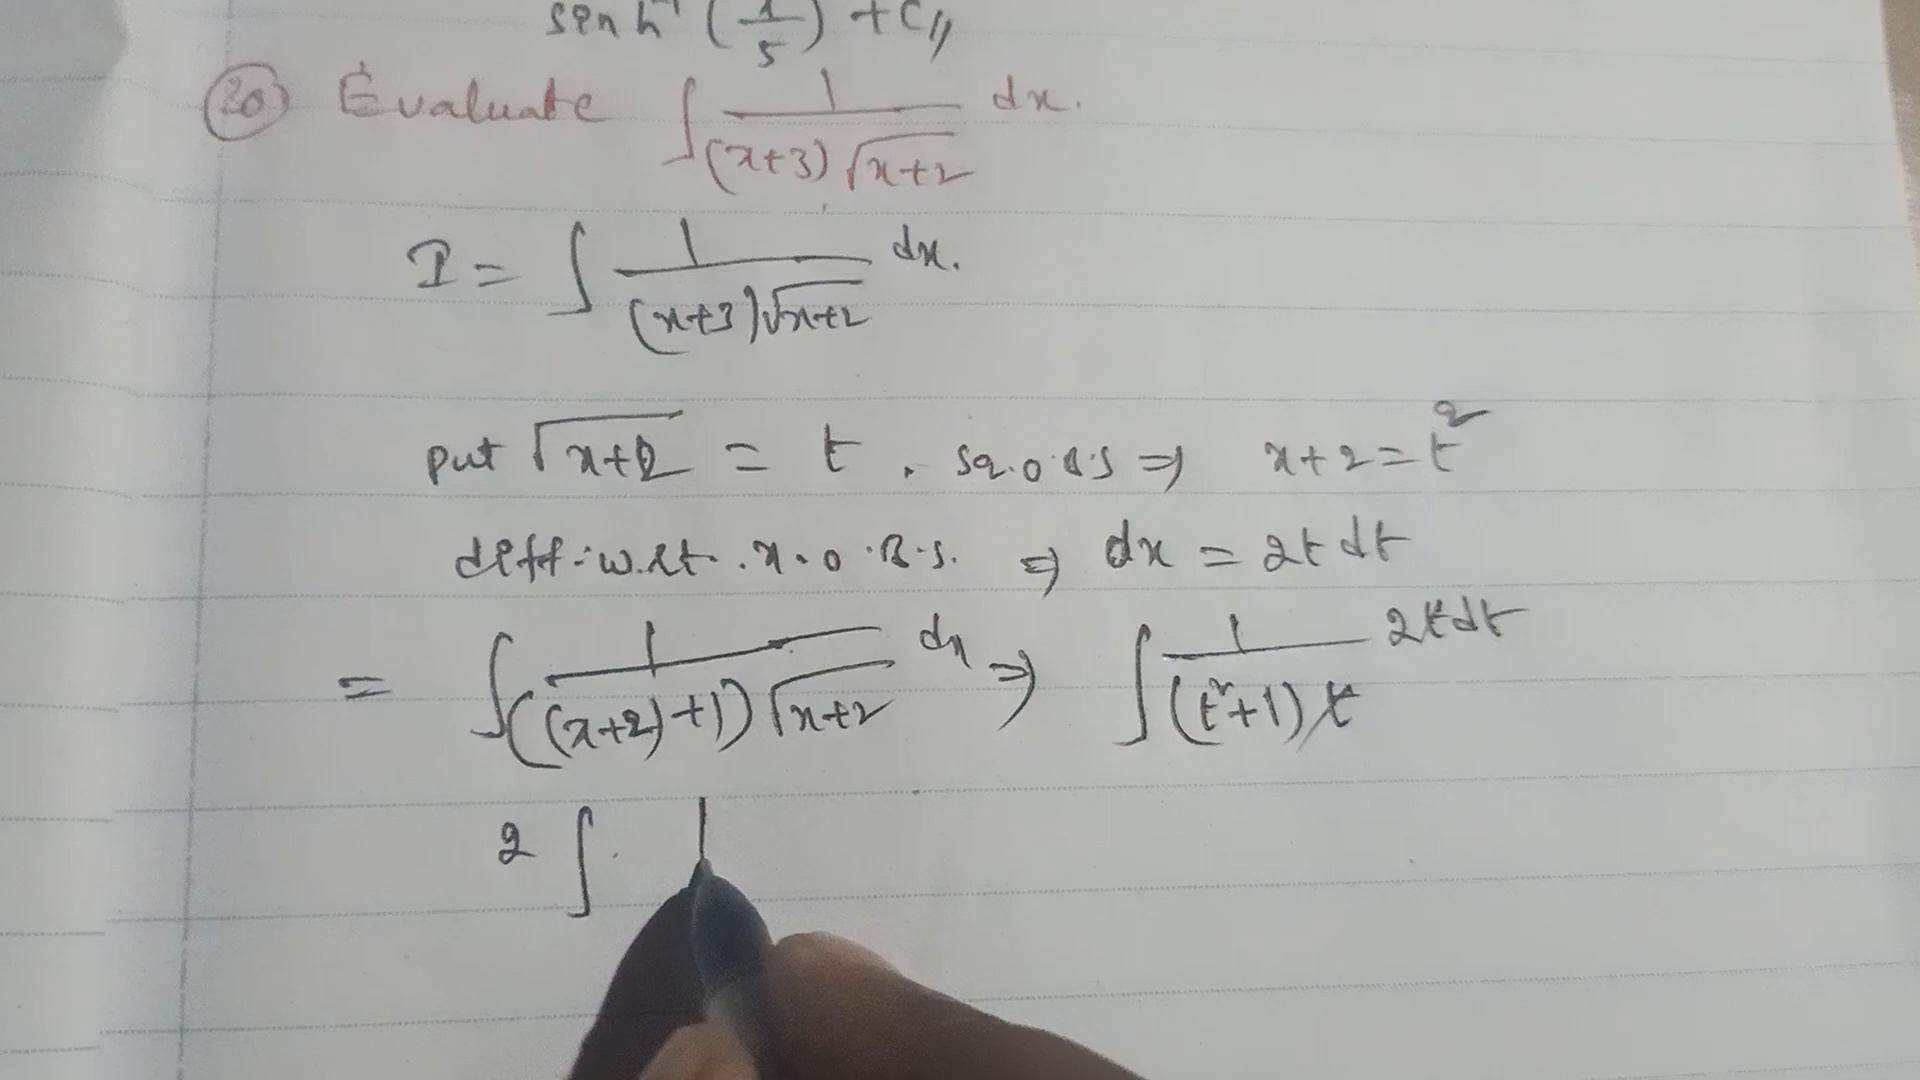 sinh⁻¹ (x/5) + C//
(20) Evaluate ∫ 1/((x+3)√(x+2)) dx.
I = ∫ 1/((x+3)√(x+2)) dx.
put √(x+2) = t . sq.o.B.S ⇒ x+2 = t²
diff. w.r.t. x. o.B.S. ⇒ dx = 2t dt
= ∫ 1/(((x+2)+1)√(x+2)) dx ⇒ ∫ 1/((t²+1) t) 2t dt
2 ∫ 1